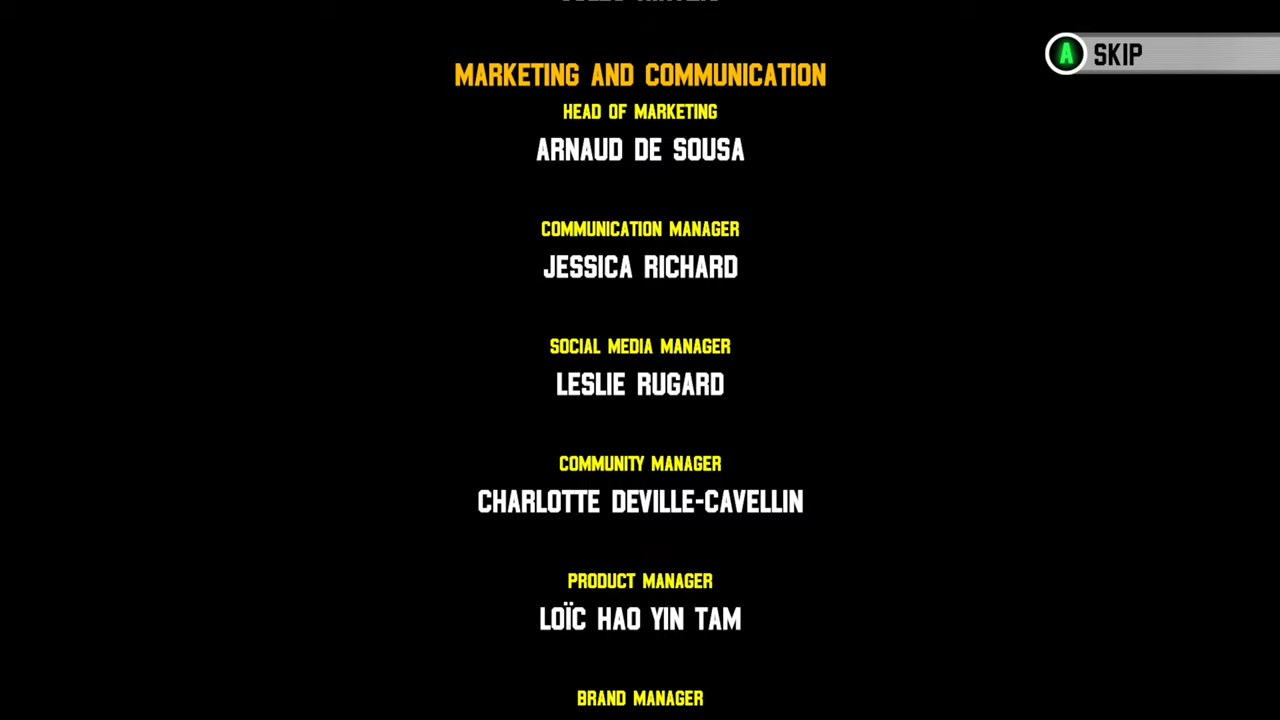 A SKIP
MARKETING AND COMMUNICATION
HEAD OF MARKETING
ARNAUD DE SOUSA
COMMUNICATION MANAGER
JESSICA RICHARD
SOCIAL MEDIA MANAGER
LESLIE RUGARD
COMMUNITY MANAGER
CHARLOTTE DEVILLE-CAVELLIN
PRODUCT MANAGER
LOÏC HAO YIN TAM
BRAND MANAGER